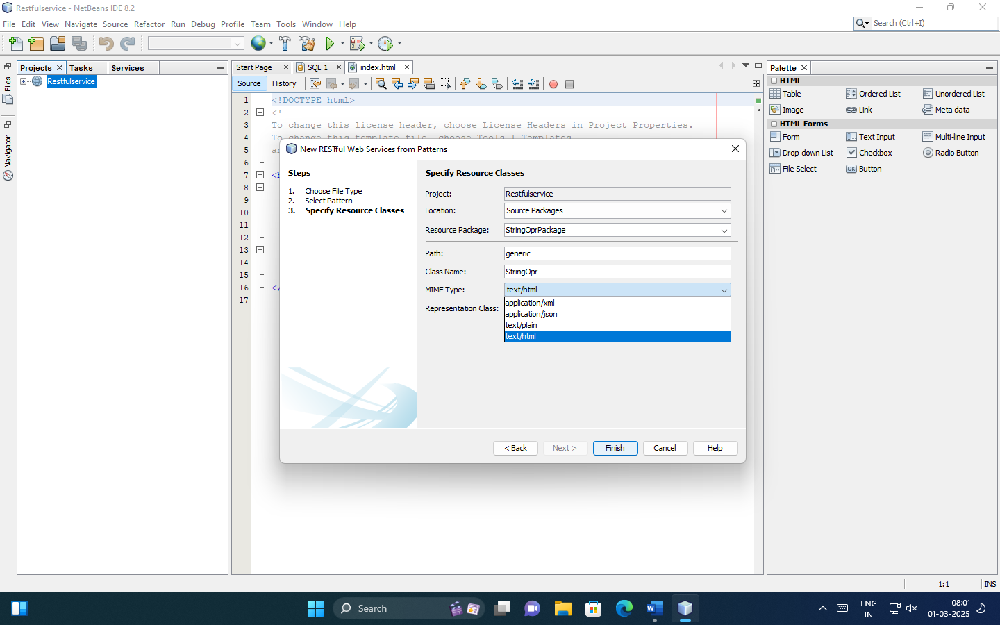 Restfulservice - NetBeans IDE 8.2
File Edit View Navigate Source Refactor Run Debug Profile Team Tools Window Help
Search (Ctrl+I)
Files
Navigator
Projects Tasks Services
Restfulservice
Start Page SQL 1 index.html
Source History
1 <!DOCTYPE html>
2 <!--
3 To change this license header, choose License Headers in Project Properties.
4 To change this template file, choose Tools | Templates
5 an
6 --
7 <h
8
9
10
11
12
13
14
15
16 </
17
New RESTful Web Services from Patterns
Steps
1. Choose File Type
2. Select Pattern
3. Specify Resource Classes
Specify Resource Classes
Project: Restfulservice
Location: Source Packages
Resource Package: StringOprPackage
Path: generic
Class Name: StringOpr
MIME Type: text/html
Representation Class:
application/xml
application/json
text/plain
text/html
< Back Next > Finish Cancel Help
Palette
HTML
Table Ordered List Unordered List
Image Link Meta data
HTML Forms
Form Text Input Multi-line Input
Drop-down List Checkbox Radio Button
File Select OK Button
1:1 INS
Search
ENG
IN
08:01
01-03-2025